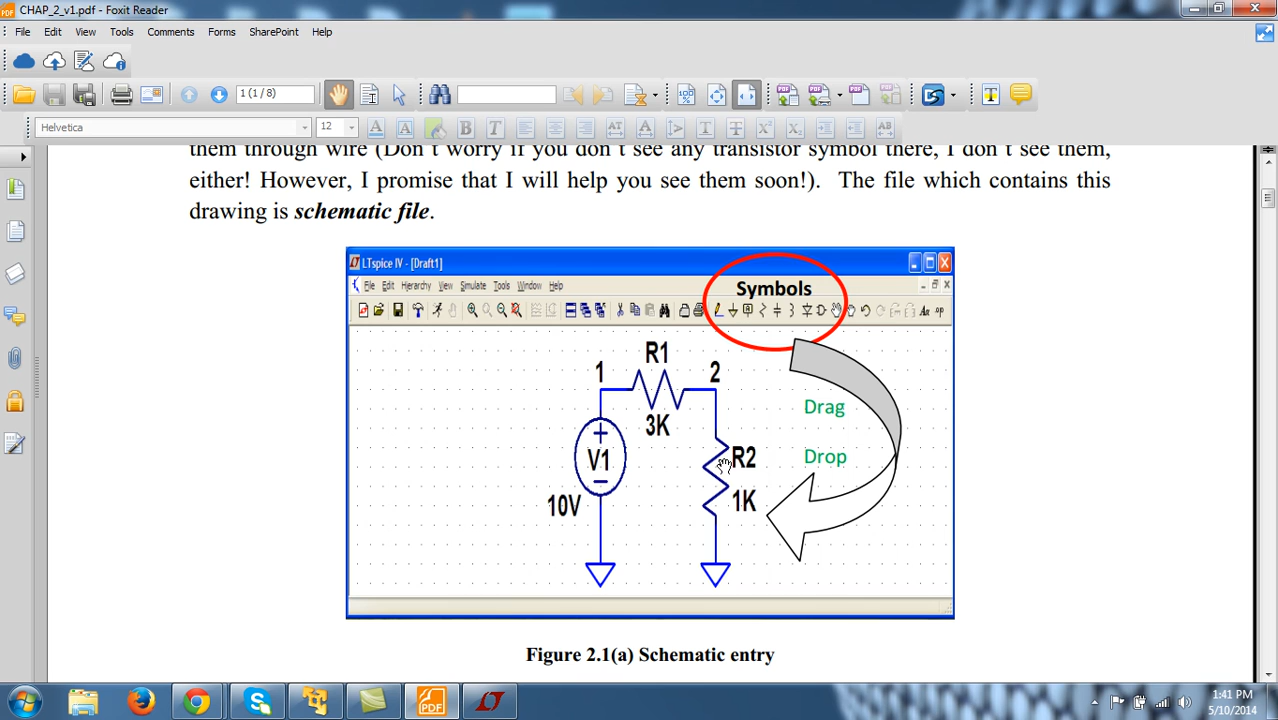 CHAP_2_v1.pdf - Foxit Reader
File Edit View Tools Comments Forms SharePoint Help
1 (1 / 8)
Helvetica 12
them through wire (Don't worry if you don't see any transistor symbol there, I don't see them,
either! However, I promise that I will help you see them soon!). The file which contains this
drawing is schematic file.
LTspice IV - [Draft1]
Symbols
File Edit Hierarchy View Simulate Tools Window Help
R1
1
2
3K
Drag
V1
R2
Drop
10V
1K
Figure 2.1(a) Schematic entry
1:41 PM
5/10/2014